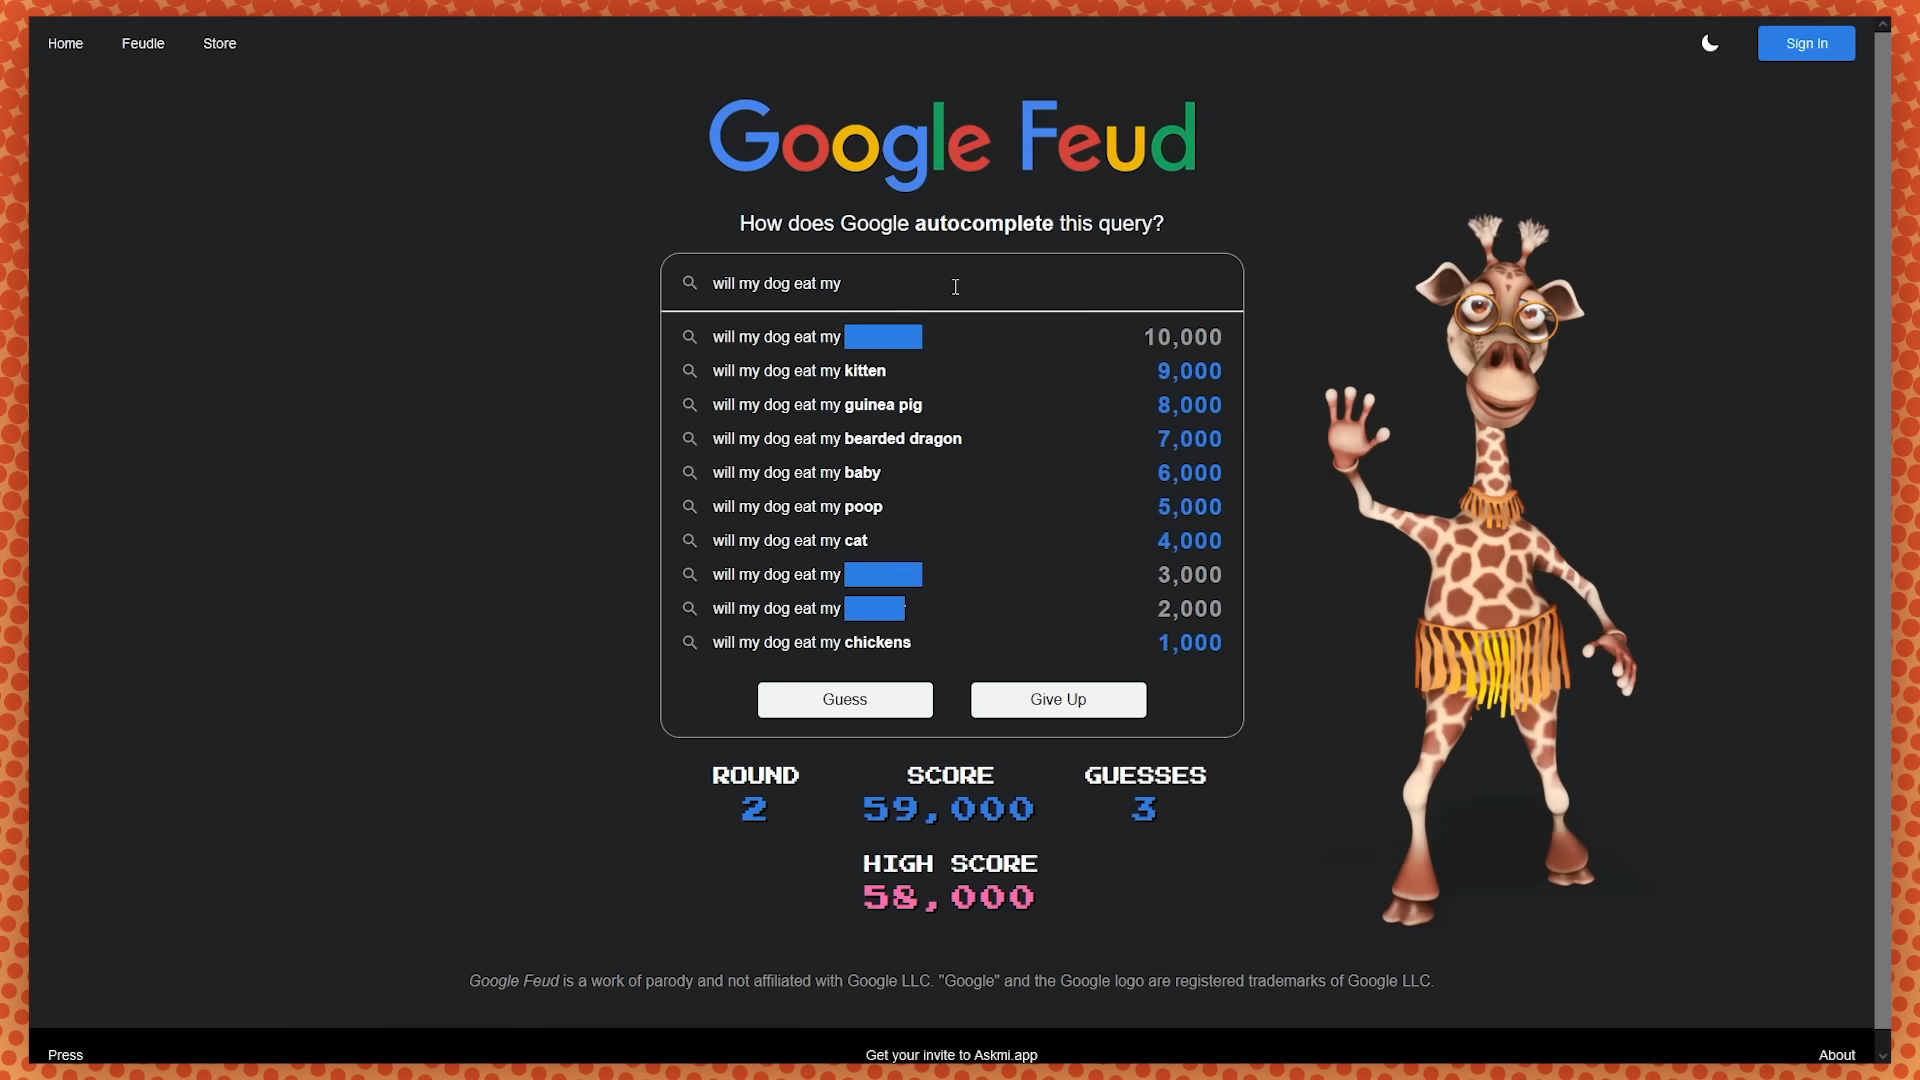 Home Feudle Store Sign In
Google Feud
How does Google autocomplete this query?
will my dog eat my
will my dog eat my 10,000
will my dog eat my kitten 9,000
will my dog eat my guinea pig 8,000
will my dog eat my bearded dragon 7,000
will my dog eat my baby 6,000
will my dog eat my poop 5,000
will my dog eat my cat 4,000
will my dog eat my 3,000
will my dog eat my 2,000
will my dog eat my chickens 1,000
Guess Give Up
ROUND SCORE GUESSES
2 59,000 3
HIGH SCORE
58,000
Google Feud is a work of parody and not affiliated with Google LLC. "Google" and the Google logo are registered trademarks of Google LLC.
Press Get your invite to Askmi.app About